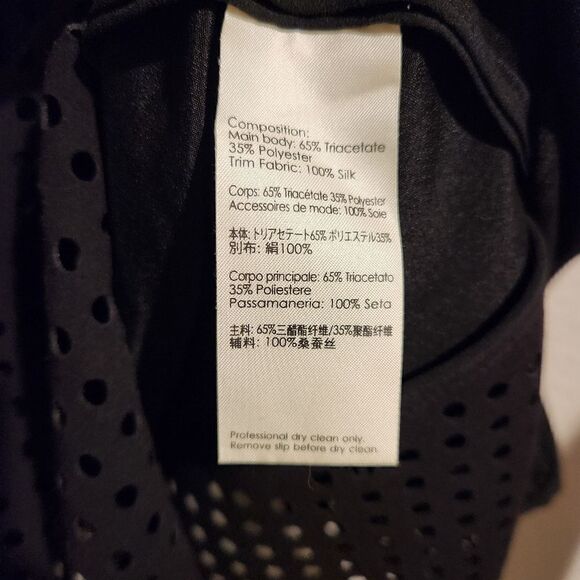 Composition:
Main body: 65% Triacetate
35% Polyester
Trim Fabric: 100% Silk
Corps: 65% Triacétate 35% Polyester
Accessoires de mode: 100% Soie
本体: トリアセテート65% ポリエステル35%
別布: 絹100%
Corpo principale: 65% Triacetato
35% Poliestere
Passamaneria: 100% Seta
主料: 65%三醋酯纤维/35%聚酯纤维
辅料: 100%桑蚕丝
Professional dry clean only.
Remove slip before dry clean.